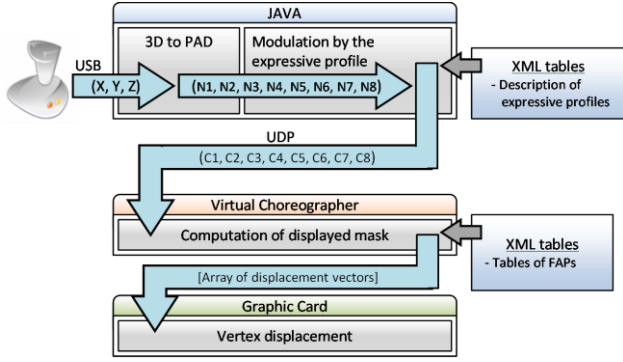 JAVA
3D to PAD
Modulation by the
expressive profile
USB
(X, Y, Z)
(N1, N2, N3, N4, N5, N6, N7, N8)
XML tables
- Description of
expressive profiles
UDP
(C1, C2, C3, C4, C5, C6, C7, C8)
Virtual Choreographer
Computation of displayed mask
XML tables
- Tables of FAPs
[Array of displacement vectors]
Graphic Card
Vertex displacement